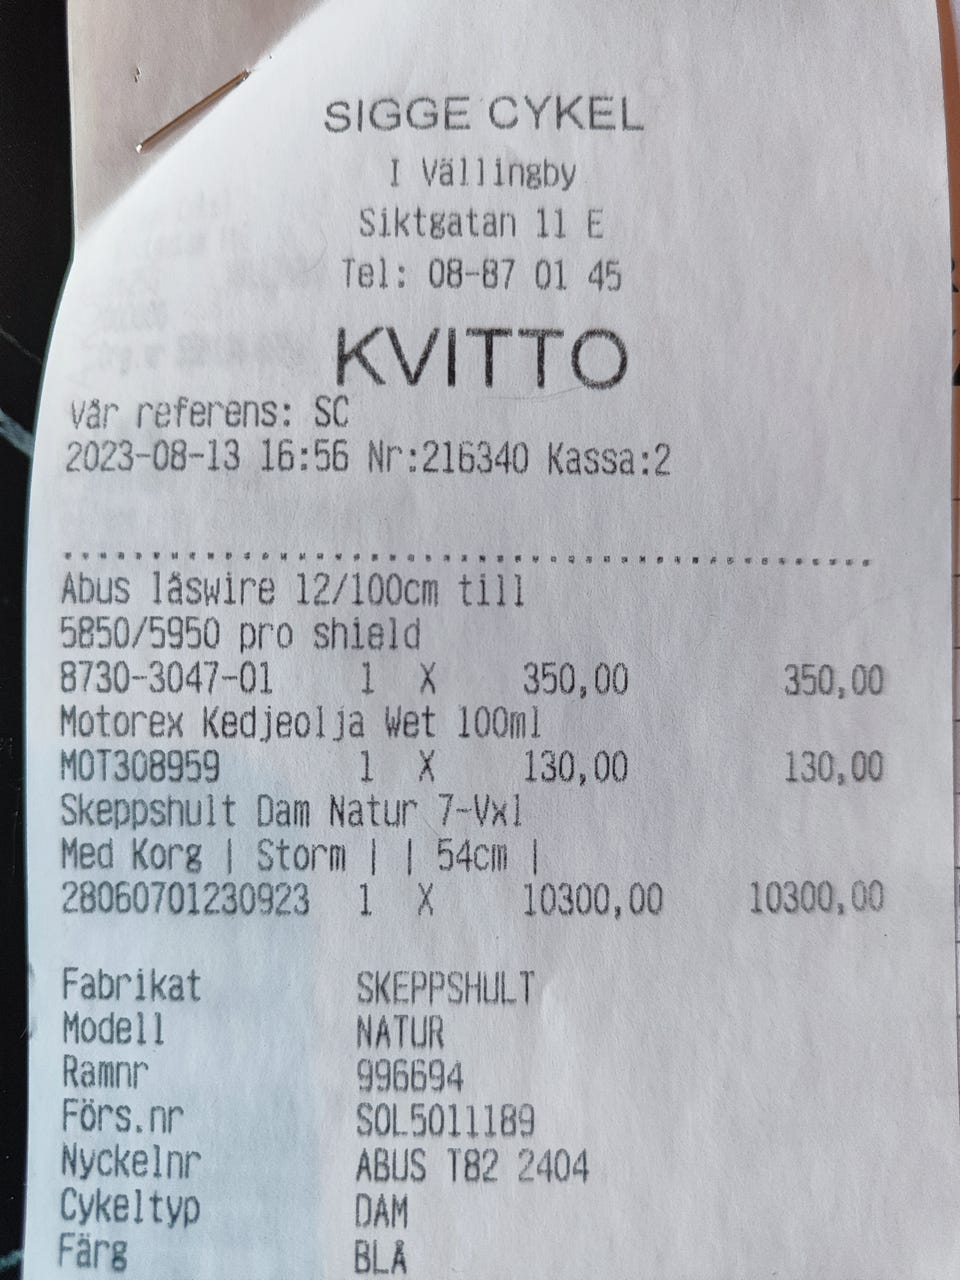 SIGGE CYKEL
I Vällingby
Siktgatan 11 E
Tel: 08-87 01 45
KVITTO
Vår referens: SC
2023-08-13 16:56 Nr:216340 Kassa:2
Abus låswire 12/100cm till
5850/5950 pro shield
8730-3047-01 1 X 350,00 350,00
Motorex Kedjeolja Wet 100ml
MOT308959 1 X 130,00 130,00
Skeppshult Dam Natur 7-Vxl
Med Korg | Storm | | 54cm |
28060701230923 1 X 10300,00 10300,00
Fabrikat SKEPPSHULT
Modell NATUR
Ramnr 996694
Förs.nr SOL5011189
Nyckelnr ABUS T82 2404
Cykeltyp DAM
Färg BLÅ